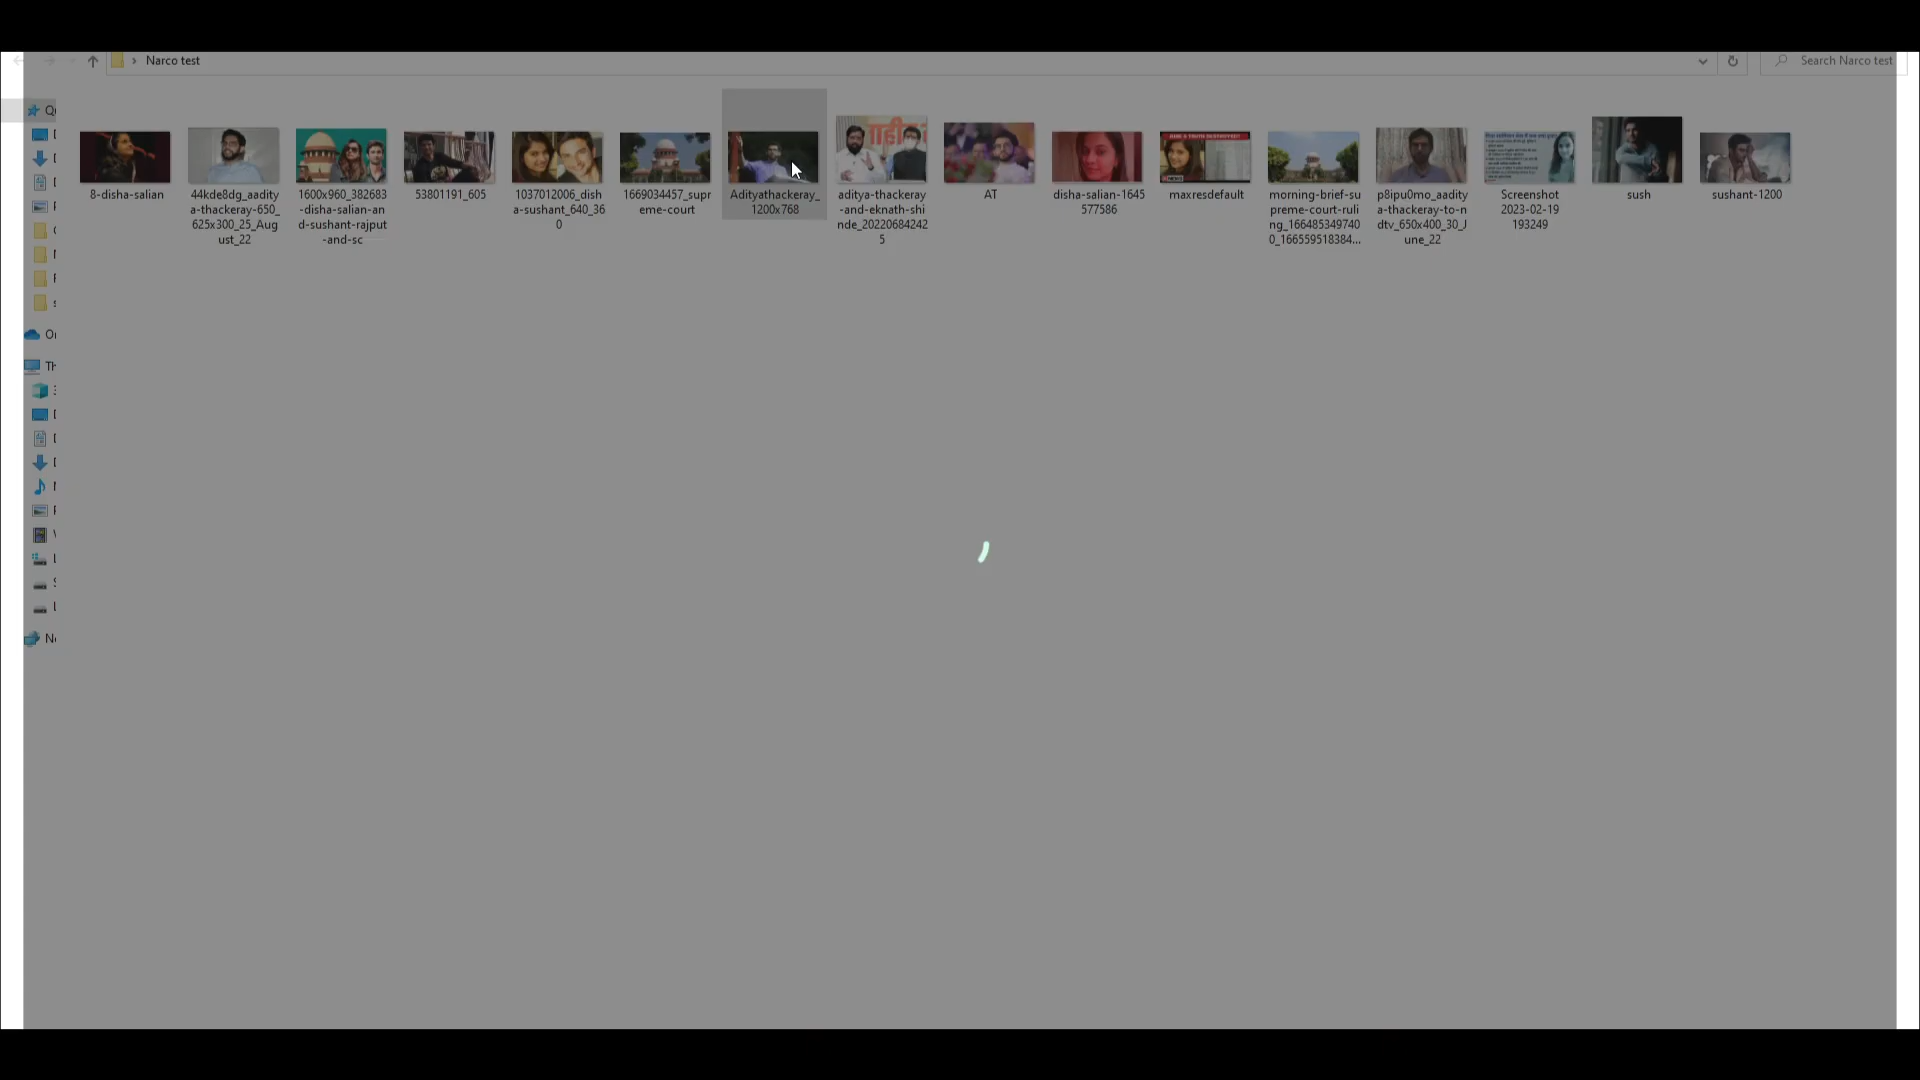 Narco test
Search Narco test
8-disha-salian
44kde8dg_aadity
a-thackeray-650_
625x300_25_Aug
ust_22
1600x960_382683
-disha-salian-an
d-sushant-rajput
-and-sc
53801191_605
1037012006_dish
a-sushant_640_36
0
1669034457_supr
eme-court
Adityathackeray_
1200x768
aditya-thackeray
-and-eknath-shi
nde_20220684242
5
AT
disha-salian-1645
577586
maxresdefault
morning-brief-su
preme-court-ruli
ng_166485349740
0_166559518384...
p8ipu0mo_aadity
a-thackeray-to-n
dtv_650x400_30_J
une_22
Screenshot
2023-02-19
193249
sush
sushant-1200